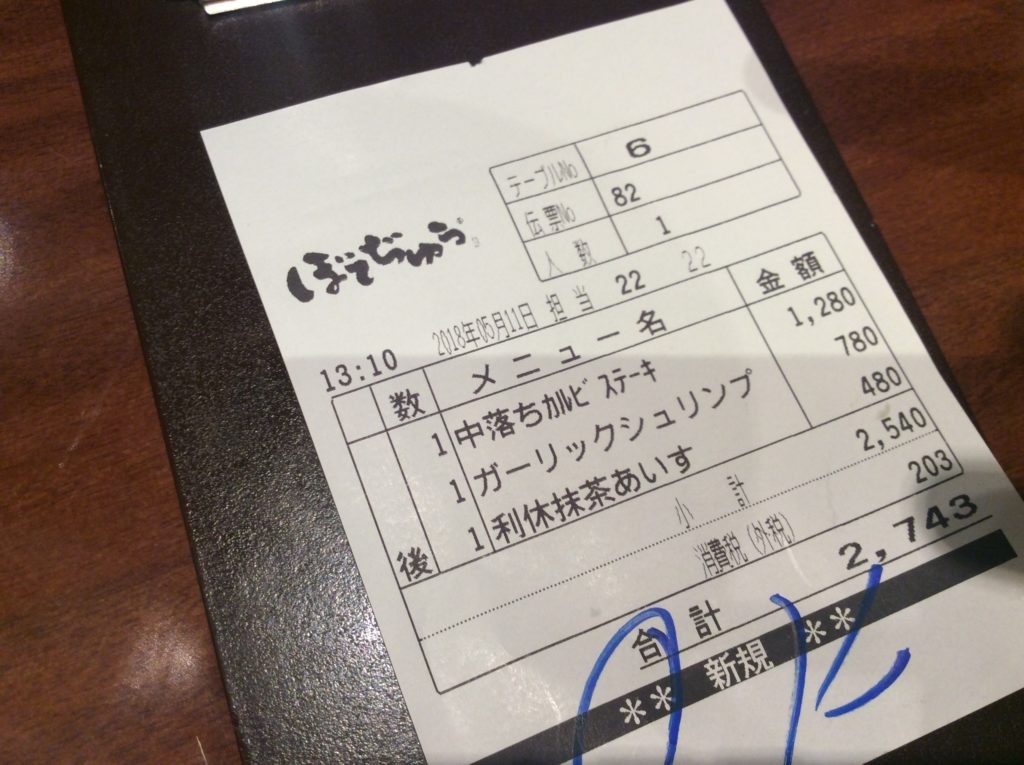 テーブルNo 6
伝票No 82
人数 1
ぼてぢゅう
13:10 2018年05月11日 担当 22 22
数 メニュー名 金額
1 中落ちカルビ ステーキ 1,280
1 ガーリックシュリンプ 780
後 1 利休抹茶あいす 480
小計 2,540
消費税(外税) 203
合計 2,743
** 新規 **